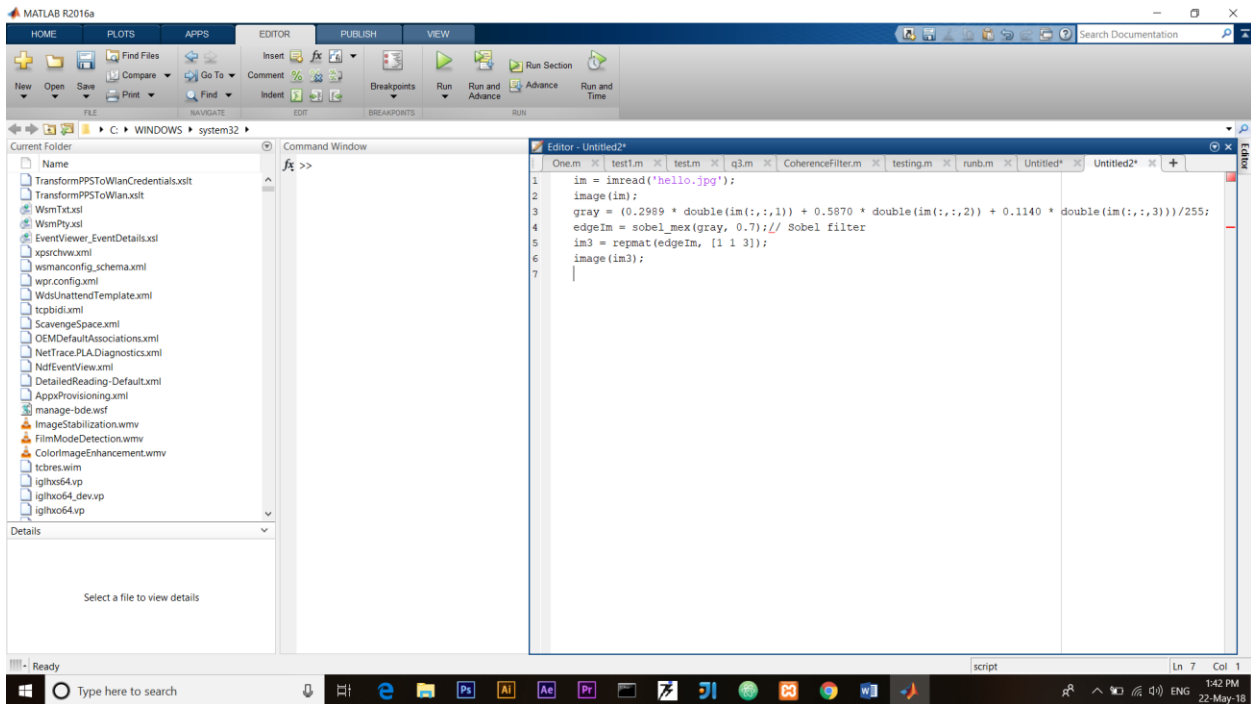 MATLAB R2016a
HOME PLOTS APPS EDITOR PUBLISH VIEW
Search Documentation
New Open Save Find Files Compare Print
Go To Find
Insert fx
Comment %
Indent
Breakpoints
Run Run and Advance Run Section Advance Run and Time
FILE NAVIGATE EDIT BREAKPOINTS RUN
C: WINDOWS system32
Current Folder
Name
TransformPPSToWlanCredentials.xslt
TransformPPSToWlan.xslt
WsmTxt.xsl
WsmPty.xsl
EventViewer_EventDetails.xsl
xpsrchvw.xml
wsmanconfig_schema.xml
wpr.config.xml
WdsUnattendTemplate.xml
tcpbidi.xml
ScavengeSpace.xml
OEMDefaultAssociations.xml
NetTrace.PLA.Diagnostics.xml
NdfEventView.xml
DetailedReading-Default.xml
AppxProvisioning.xml
manage-bde.wsf
ImageStabilization.wmv
FilmModeDetection.wmv
ColorImageEnhancement.wmv
tcbres.wim
iglhxs64.vp
iglhxo64_dev.vp
iglhxo64.vp
Details
Select a file to view details
Command Window
fx >>
Editor - Untitled2*
One.m test1.m test.m q3.m CoherenceFilter.m testing.m runb.m Untitled* Untitled2* +
1 im = imread('hello.jpg');
2 image(im);
3 gray = (0.2989 * double(im(:,:,1)) + 0.5870 * double(im(:,:,2)) + 0.1140 * double(im(:,:,3)))/255;
4 edgeIm = sobel_mex(gray, 0.7);// Sobel filter
5 im3 = repmat(edgeIm, [1 1 3]);
6 image(im3);
7
Editor
Ready
script
Ln 7 Col 1
Type here to search
Ps Ai Ae Pr
ENG
1:42 PM
22-May-18